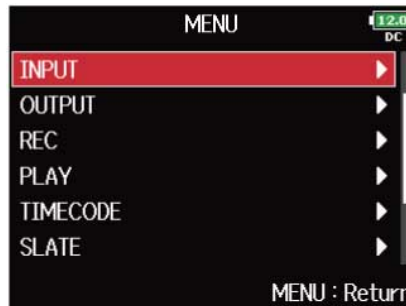 MENU
12.0
DC
INPUT
OUTPUT
REC
PLAY
TIMECODE
SLATE
MENU : Return